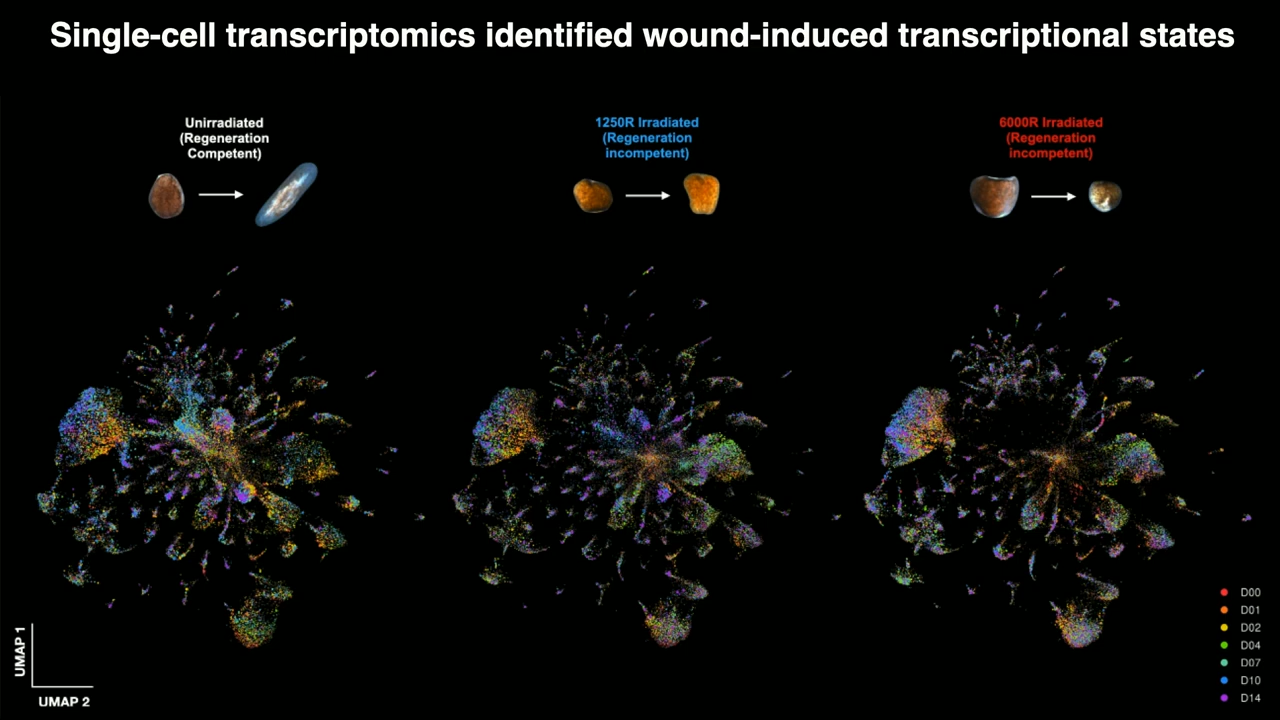 Single-cell transcriptomics identified wound-induced transcriptional states
Unirradiated
(Regeneration
Competent)
1250R Irradiated
(Regeneration
incompetent)
6000R Irradiated
(Regeneration
incompetent)
D00
D01
D02
D04
D07
D10
D14
UMAP 1
UMAP 2